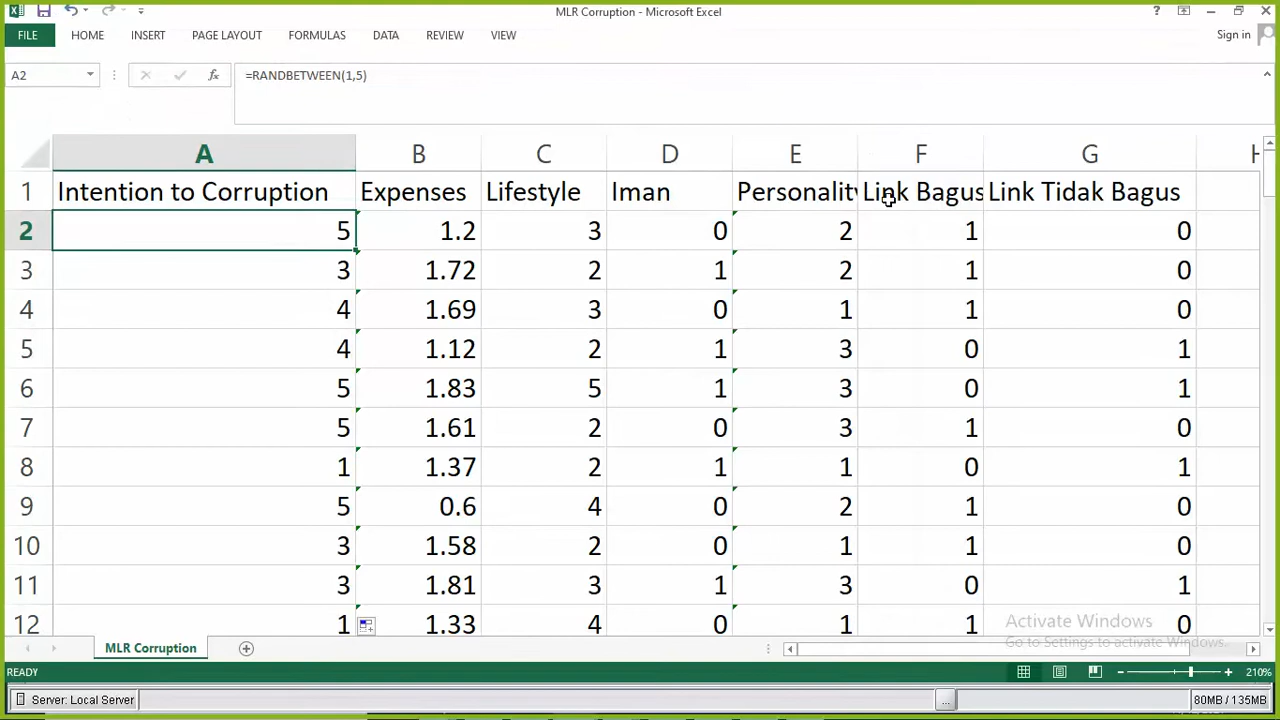 MLR Corruption - Microsoft Excel
?
FILE HOME INSERT PAGE LAYOUT FORMULAS DATA REVIEW VIEW Sign in
A2 fx =RANDBETWEEN(1,5)
A B C D E F G H
1 Intention to Corruption Expenses Lifestyle Iman Personality Link Bagus Link Tidak Bagus
2 5 1.2 3 0 2 1 0
3 3 1.72 2 1 2 1 0
4 4 1.69 3 0 1 1 0
5 4 1.12 2 1 3 0 1
6 5 1.83 5 1 3 0 1
7 5 1.61 2 0 3 1 0
8 1 1.37 2 1 1 0 1
9 5 0.6 4 0 2 1 0
10 3 1.58 2 0 1 1 0
11 3 1.81 3 1 3 0 1
12 1 1.33 4 0 1 1 0
Activate Windows
Go to Settings to activate Windows.
MLR Corruption
READY 210%
Server: Local Server ... 80MB / 135MB